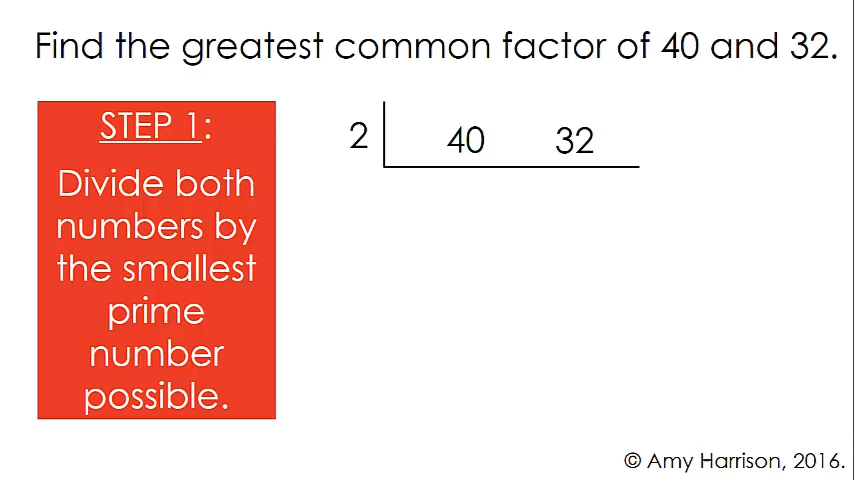 Find the greatest common factor of 40 and 32.
STEP 1:
Divide both
numbers by
the smallest
prime
number
possible.
2 40 32
© Amy Harrison, 2016.